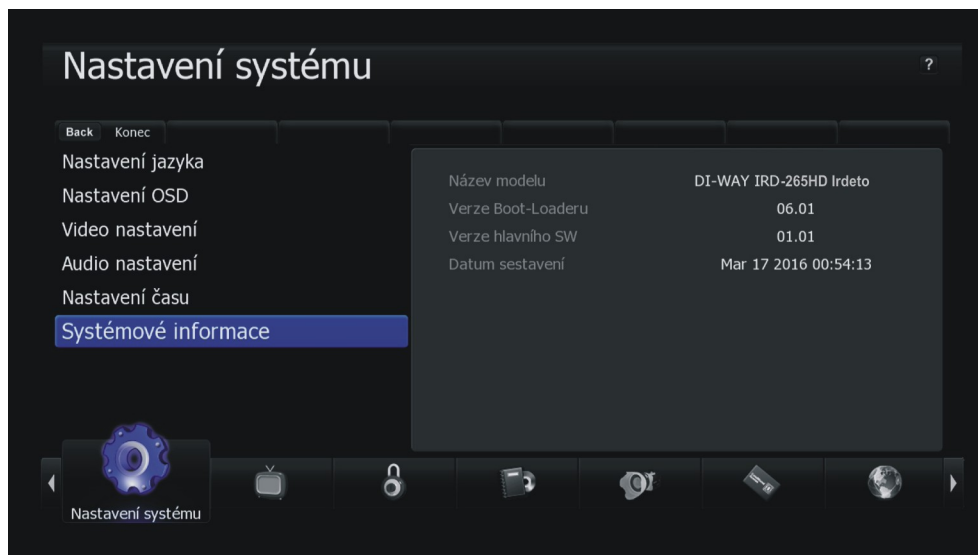 Nastavení systému
?
Back Konec
Nastavení jazyka
Nastavení OSD
Video nastavení
Audio nastavení
Nastavení času
Systémové informace
Název modelu DI-WAY IRD-265HD Irdeto
Verze Boot-Loaderu 06.01
Verze hlavního SW 01.01
Datum sestavení Mar 17 2016 00:54:13
Nastavení systému